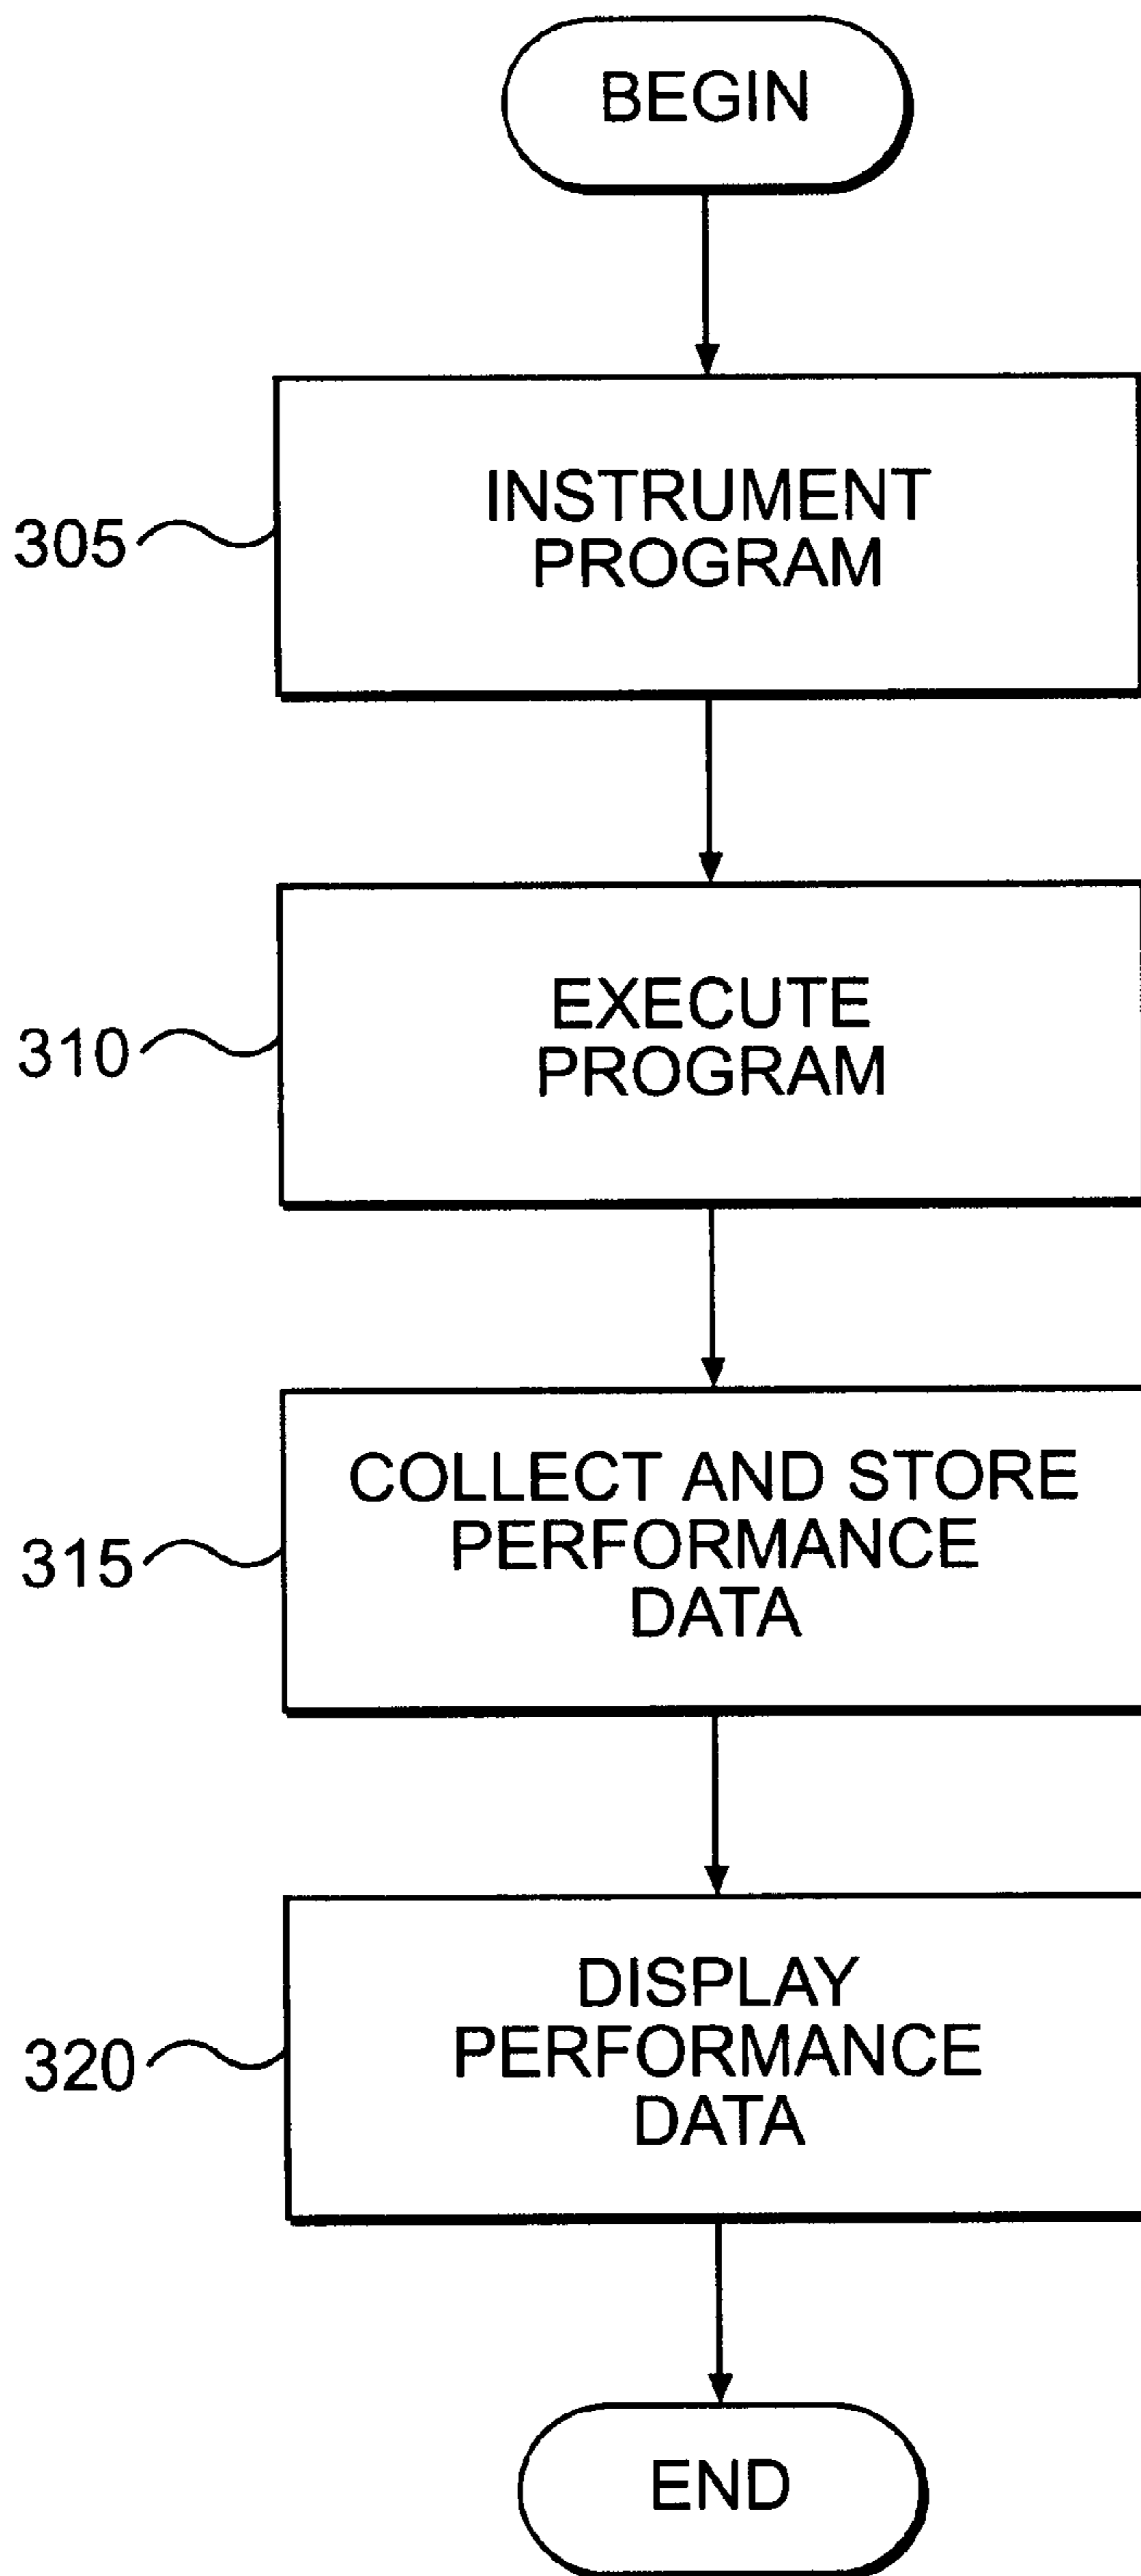 BEGIN
305
INSTRUMENT
PROGRAM
310
EXECUTE
PROGRAM
315
COLLECT AND STORE
PERFORMANCE
DATA
320
DISPLAY
PERFORMANCE
DATA
END